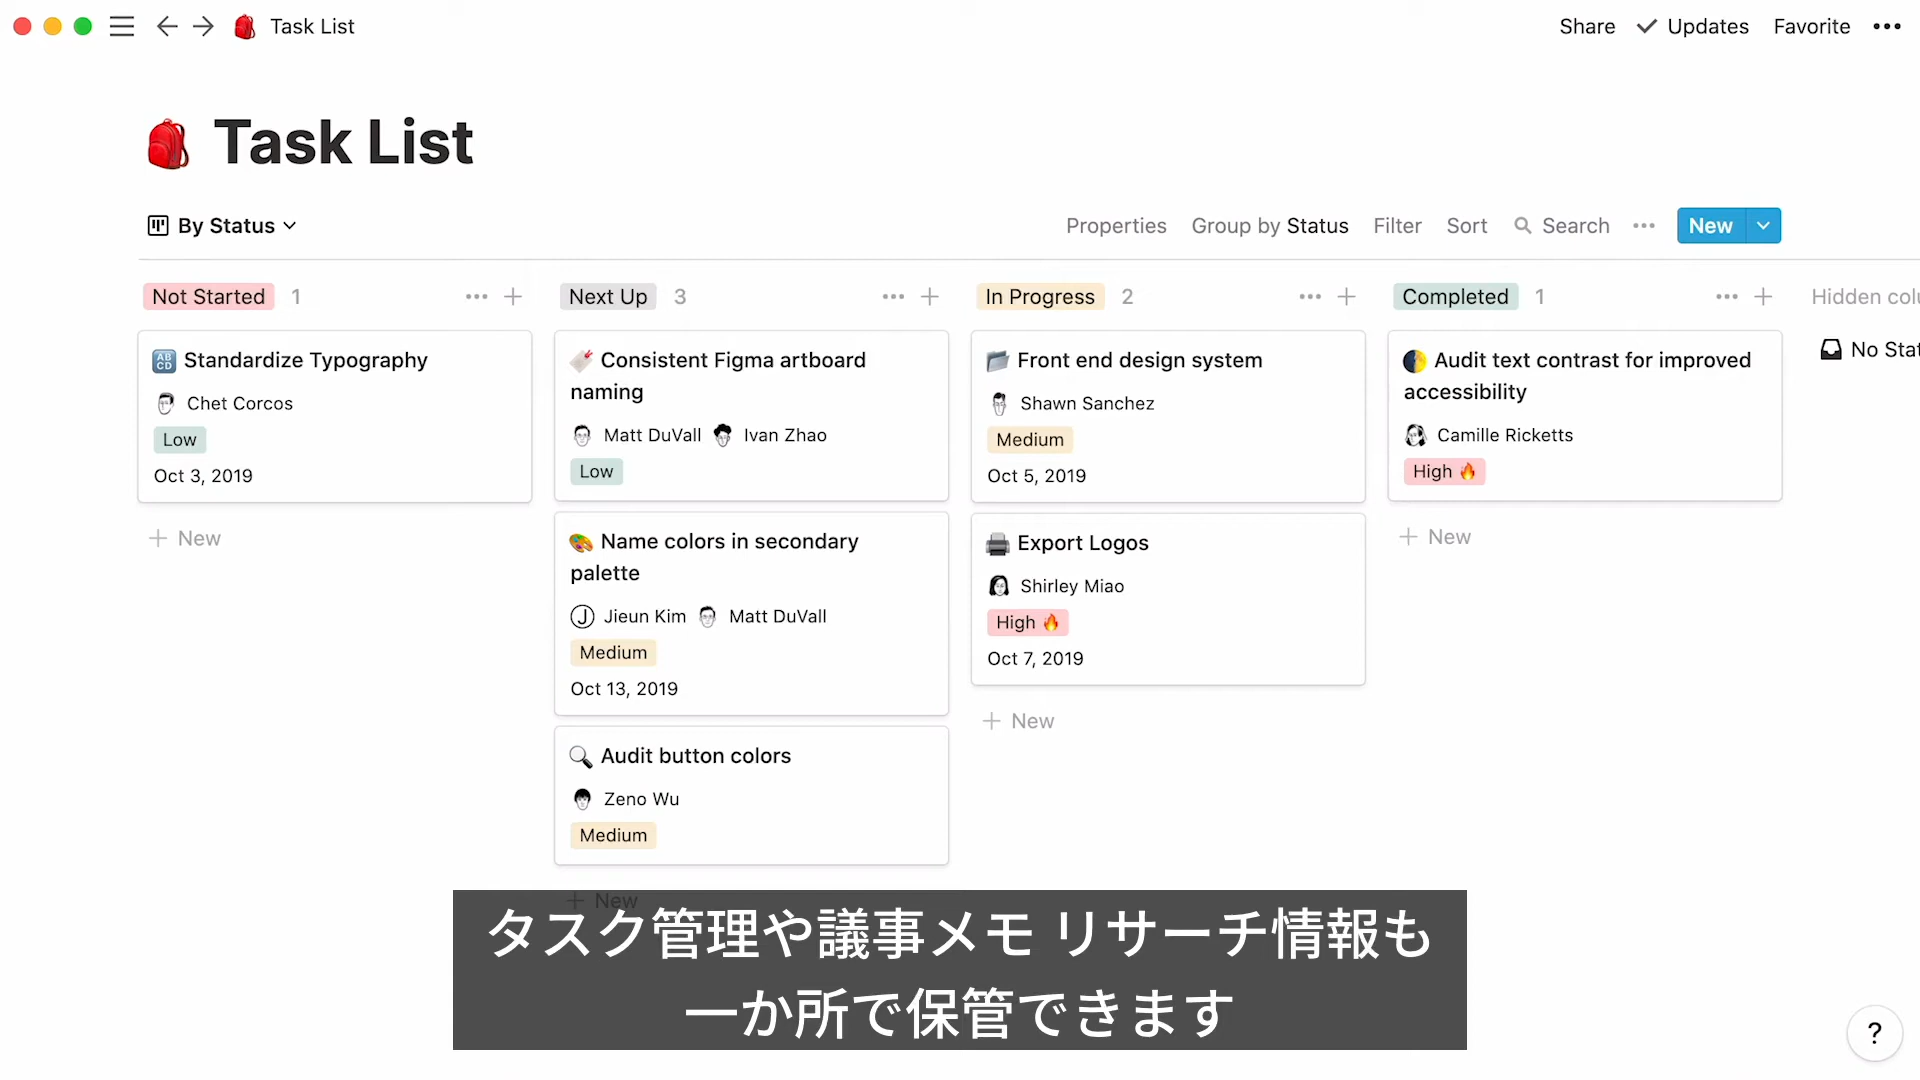 Task List
Share
Updates
Favorite
Task List
By Status
Properties
Group by Status
Filter
Sort
Search
New
Not Started 1
ABCD Standardize Typography
Chet Corcos
Low
Oct 3, 2019
New
Next Up 3
Consistent Figma artboard
naming
Matt DuVall Ivan Zhao
Low
Name colors in secondary
palette
J Jieun Kim Matt DuVall
Medium
Oct 13, 2019
Audit button colors
Zeno Wu
Medium
New
In Progress 2
Front end design system
Shawn Sanchez
Medium
Oct 5, 2019
Export Logos
Shirley Miao
High
Oct 7, 2019
New
Completed 1
Audit text contrast for improved
accessibility
Camille Ricketts
High
New
Hidden colu
No Stat
タスク管理や議事メモ リサーチ情報も
一か所で保管できます
?